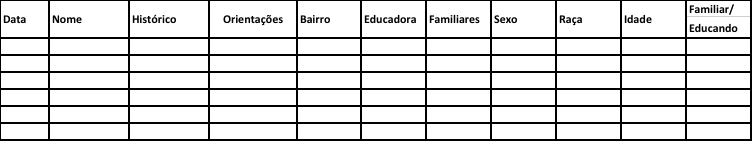 Data Nome Histórico Orientações Bairro Educadora Familiares Sexo Raça Idade Familiar/
Educando